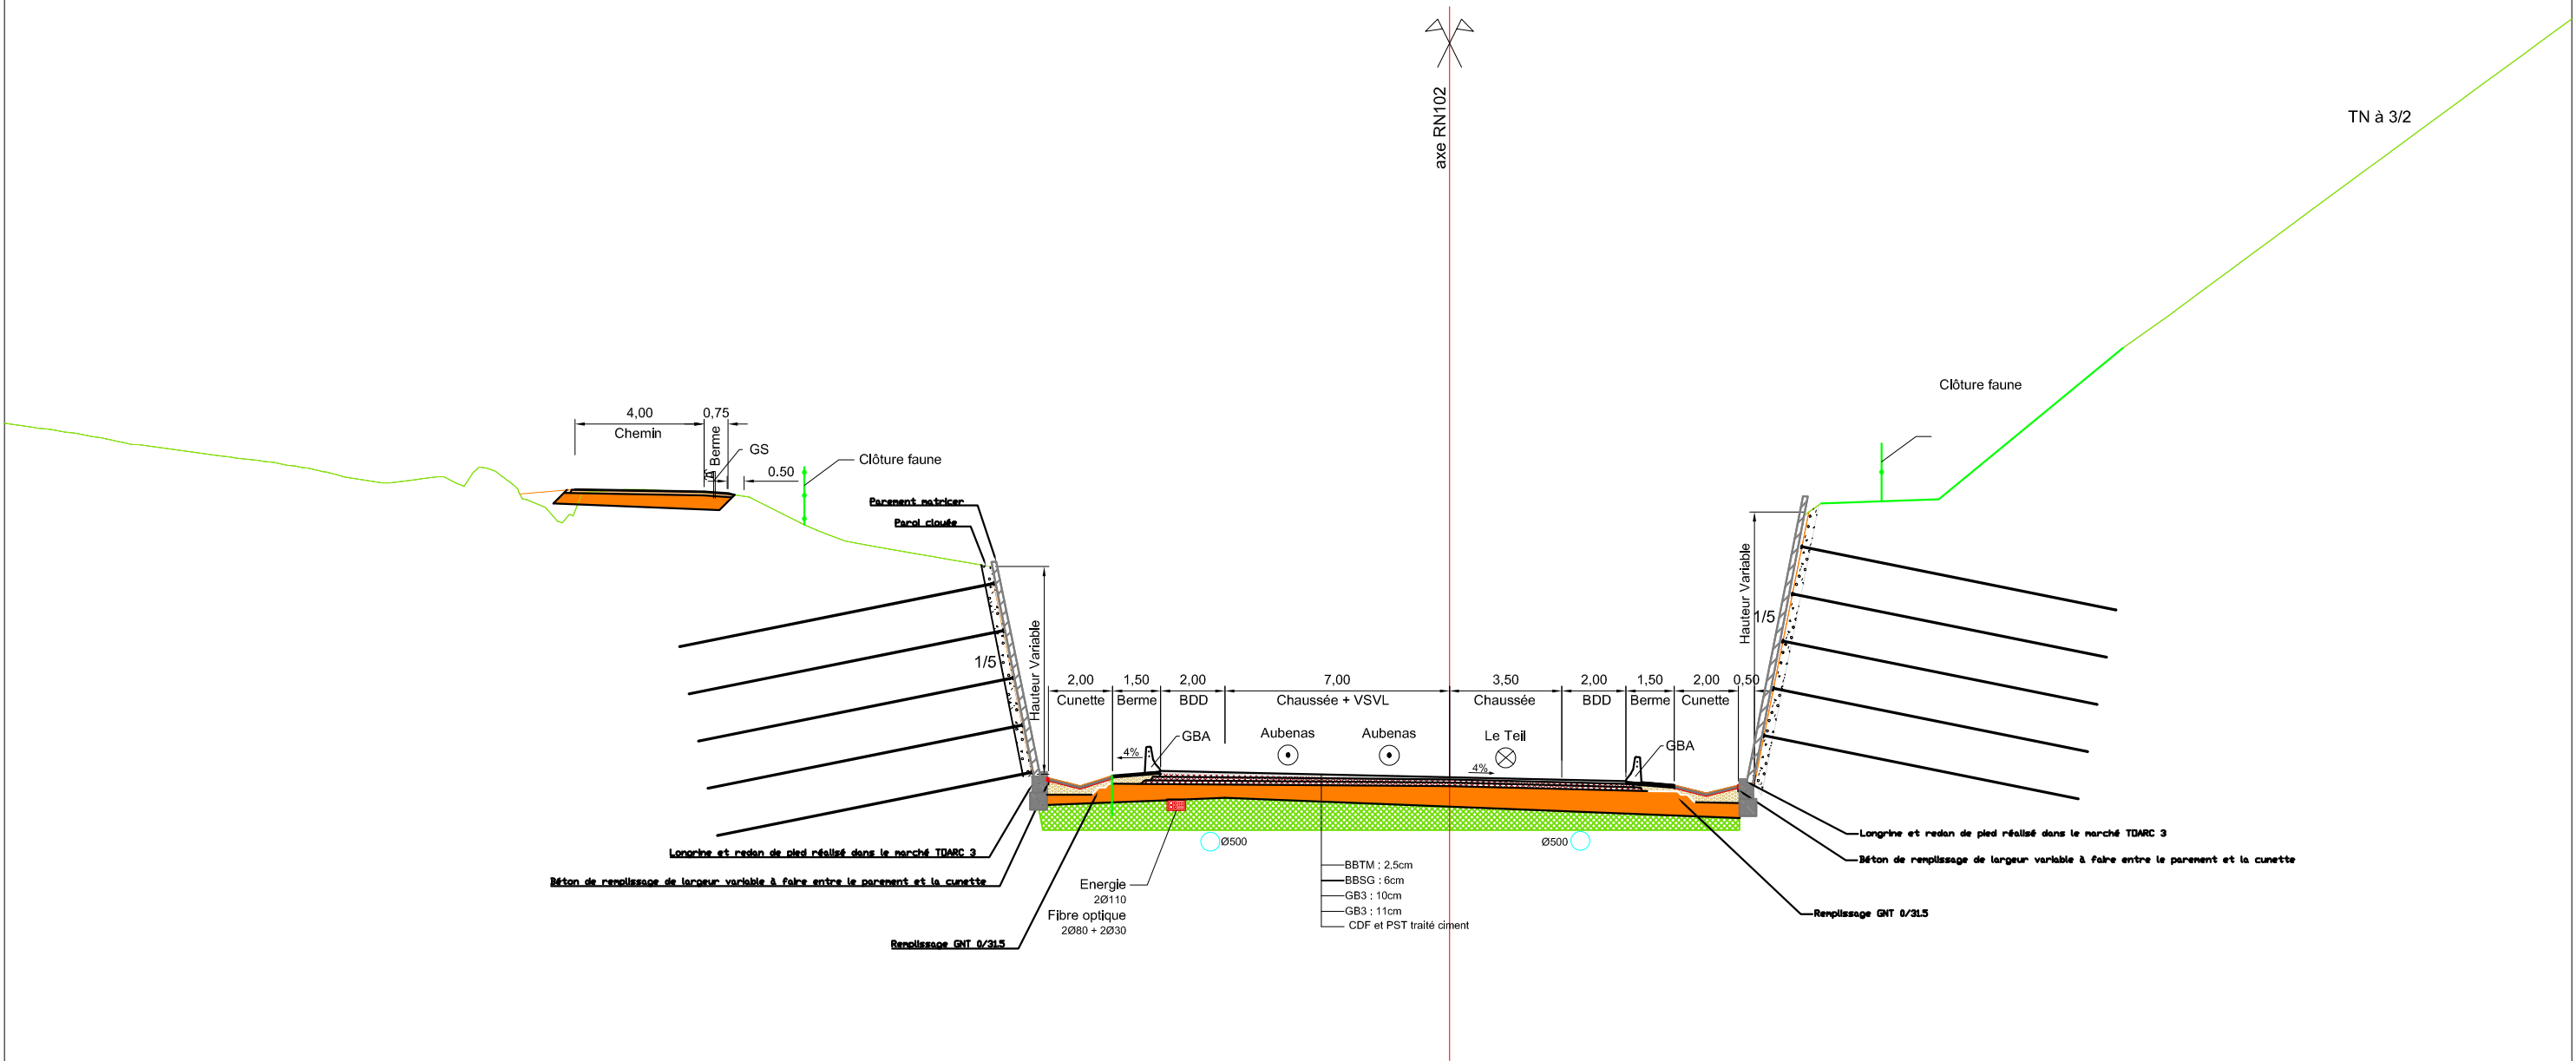 axe RN102
TN à 3/2
Clôture faune
4,00
0,75
Chemin
Berme
GS
0.50
Clôture faune
Parement matricer
Paroi clouée
Hauteur Variable
1/5
Hauteur Variable
1/5
2,00
1,50
2,00
7,00
3,50
2,00
1,50
2,00
0,50
Cunette
Berme
BDD
Chaussée + VSVL
Chaussée
BDD
Berme
Cunette
Aubenas
Aubenas
Le Teil
GBA
GBA
4%
4%
Ø500
Ø500
Longrine et redan de pied réalisé dans le marché TOARC 3
Béton de remplissage de largeur variable à faire entre le parement et la cunette
Remplissage GNT 0/31.5
Energie
2Ø110
Fibre optique
2Ø80 + 2Ø30
BBTM : 2,5cm
BBSG : 6cm
GB3 : 10cm
GB3 : 11cm
CDF et PST traité ciment
Longrine et redan de pied réalisé dans le marché TOARC 3
Béton de remplissage de largeur variable à faire entre le parement et la cunette
Remplissage GNT 0/31.5